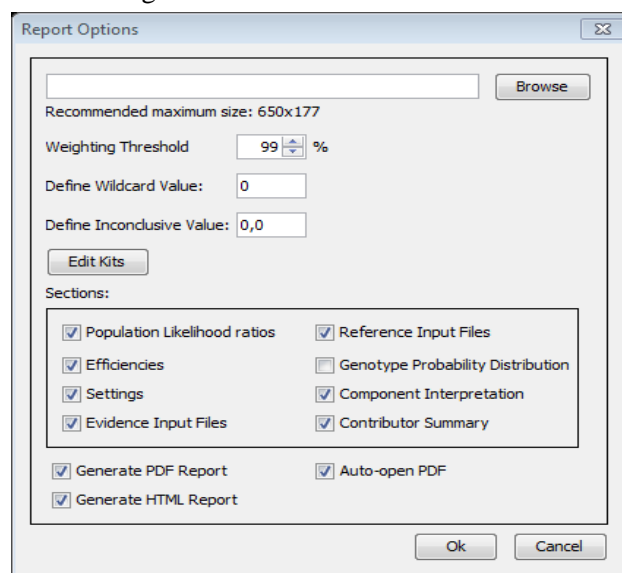 Report Options
Browse
Recommended maximum size: 650x177
Weighting Threshold 99 %
Define Wildcard Value: 0
Define Inconclusive Value: 0,0
Edit Kits
Sections:
Population Likelihood ratios Reference Input Files
Efficiencies Genotype Probability Distribution
Settings Component Interpretation
Evidence Input Files Contributor Summary
Generate PDF Report Auto-open PDF
Generate HTML Report
Ok Cancel